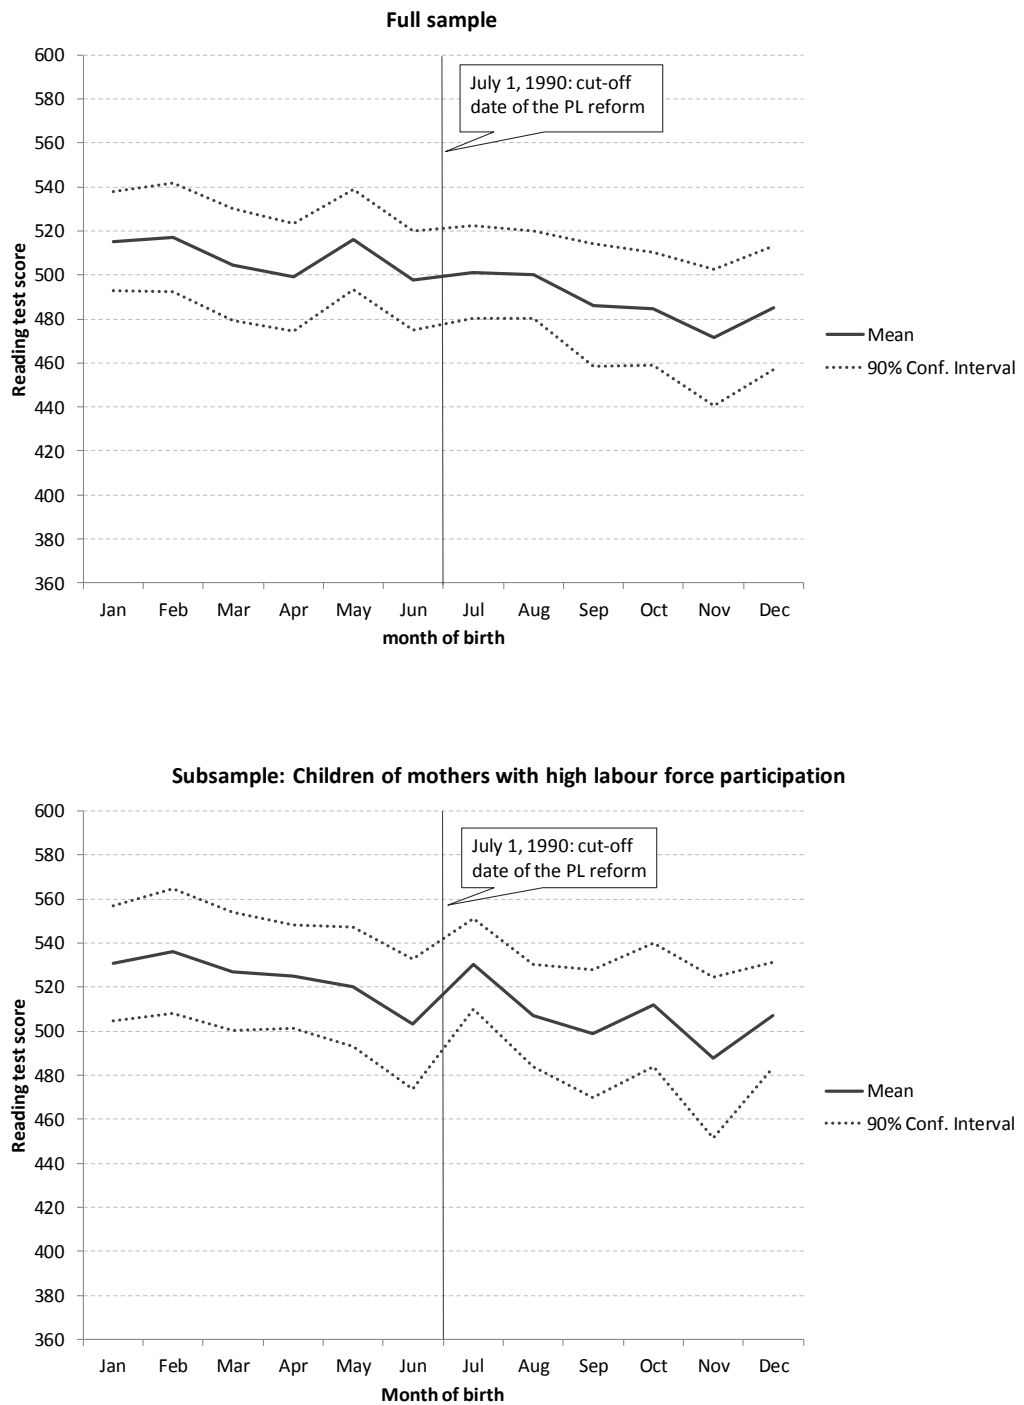 Full sample
600
580
560
540
520
500
480
460
440
420
400
380
360
Reading test score
July 1, 1990: cut-off
date of the PL reform
Mean
90% Conf. Interval
Jan Feb Mar Apr May Jun Jul Aug Sep Oct Nov Dec
month of birth
Subsample: Children of mothers with high labour force participation
600
580
560
540
520
500
480
460
440
420
400
380
360
Reading test score
July 1, 1990: cut-off
date of the PL reform
Mean
90% Conf. Interval
Jan Feb Mar Apr May Jun Jul Aug Sep Oct Nov Dec
Month of birth